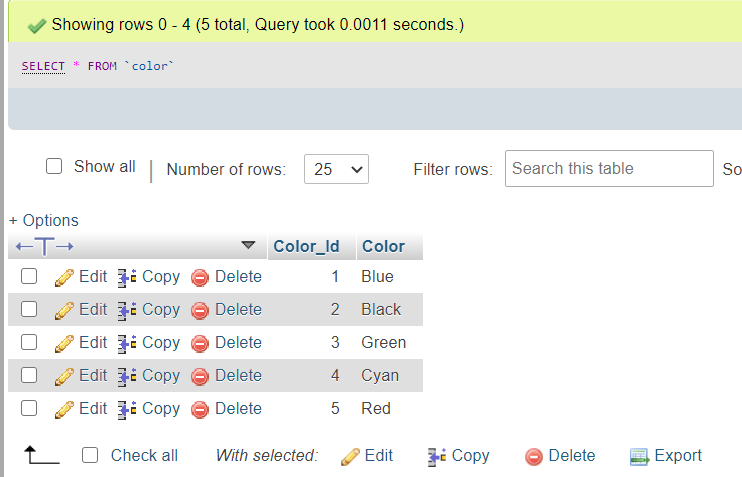 Showing rows 0 - 4 (5 total, Query took 0.0011 seconds.)
SELECT * FROM `color`
Show all | Number of rows: 25 Filter rows: Search this table So
+ Options
←T→ Color_Id Color
Edit Copy Delete 1 Blue
Edit Copy Delete 2 Black
Edit Copy Delete 3 Green
Edit Copy Delete 4 Cyan
Edit Copy Delete 5 Red
Check all With selected: Edit Copy Delete Export